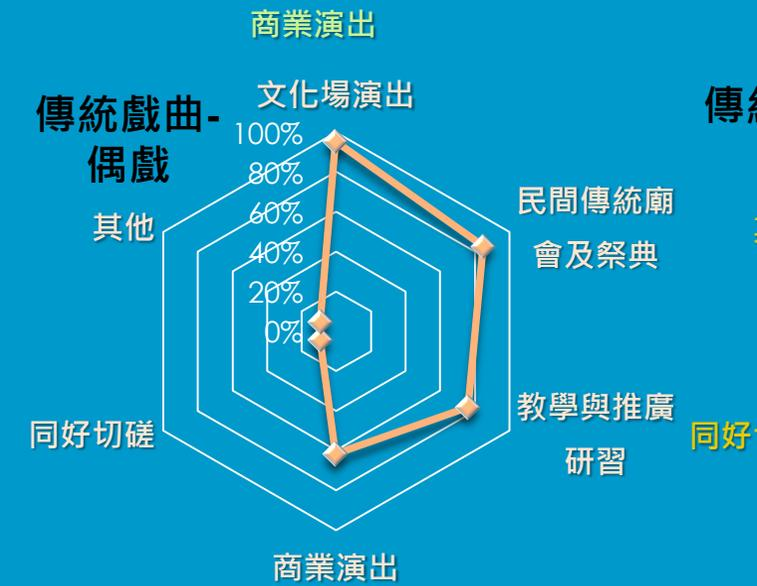 商業演出
文化場演出
傳統戲曲-
偶戲
100%
80%
60%
40%
20%
0%
民間傳統廟
會及祭典
教學與推廣
研習
商業演出
同好切磋
其他
傳
同好